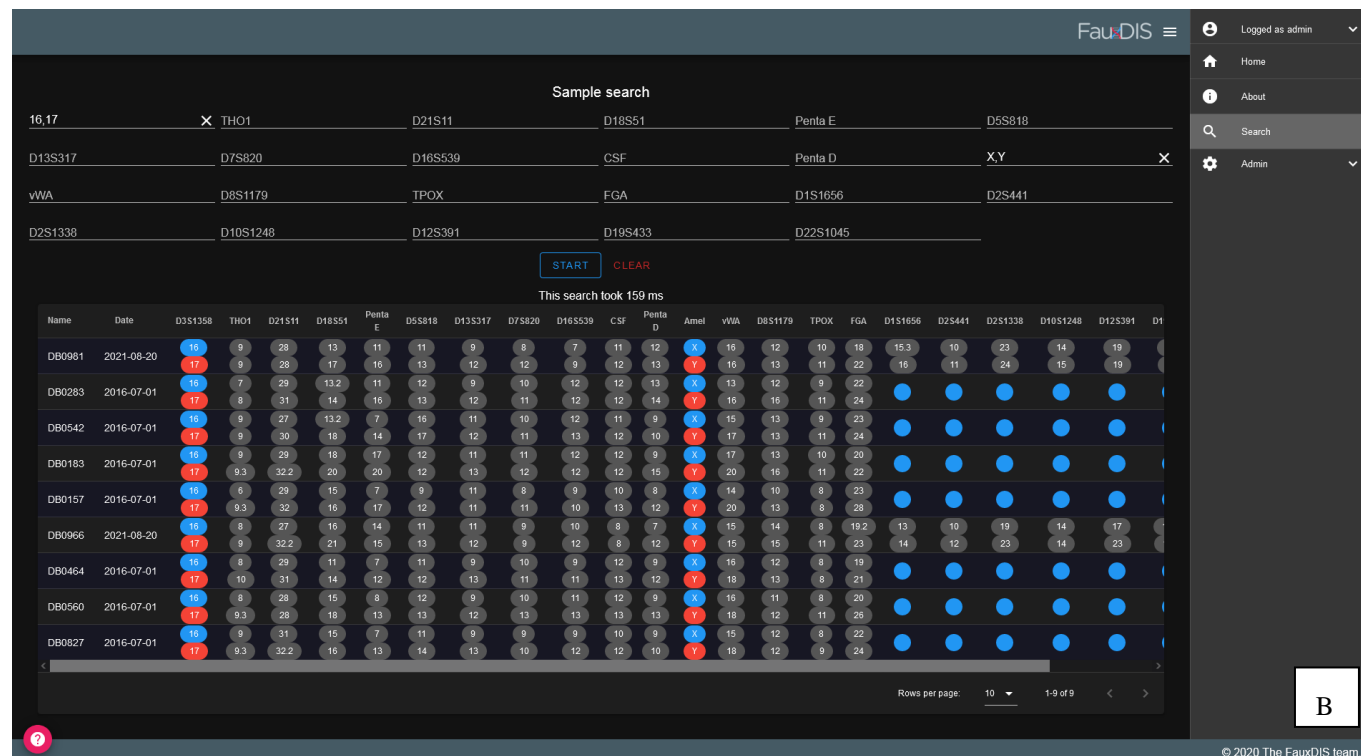 FauxDIS
Logged as admin
Home
About
Search
Admin
Sample search
16,17 THO1 D21S11 D18S51 Penta E D5S818
D13S317 D7S820 D16S539 CSF Penta D X,Y
vWA D8S1179 TPOX FGA D1S1656 D2S441
D2S1338 D10S1248 D12S391 D19S433 D22S1045
START CLEAR
This search took 159 ms
Name Date D3S1358 THO1 D21S11 D18S51 Penta E D5S818 D13S317 D7S820 D16S539 CSF Penta D Amel vWA D8S1179 TPOX FGA D1S1656 D2S441 D2S1338 D10S1248 D12S391 D1
DB0981 2021-08-20
16 9 28 13 11 11 9 8 7 11 12 X 16 12 10 18 15.3 10 23 14 19
17 9 28 17 16 13 12 12 9 12 13 Y 16 13 11 22 16 11 24 15 19
DB0283 2016-07-01
16 7 29 13.2 11 12 9 10 12 12 13 X 13 12 9 22
17 8 31 14 16 13 12 11 12 12 14 Y 16 16 11 24
DB0542 2016-07-01
16 9 27 13.2 7 16 11 10 12 11 9 X 15 13 9 23
17 9 30 18 14 17 12 11 13 12 10 Y 17 13 11 24
DB0183 2016-07-01
16 9 29 18 17 12 11 11 12 12 9 X 17 13 10 20
17 9.3 32.2 20 20 12 13 12 12 12 15 Y 20 16 11 22
DB0157 2016-07-01
16 6 29 15 7 9 11 8 9 10 8 X 14 10 8 23
17 9.3 32 16 17 12 11 11 10 13 12 Y 20 13 8 28
DB0966 2021-08-20
16 8 27 16 14 11 11 9 10 8 7 X 15 14 8 19.2 13 10 19 14 17
17 9 32.2 21 15 13 12 9 12 8 12 Y 15 15 11 23 14 12 23 14 23
DB0464 2016-07-01
16 8 29 11 7 11 9 10 9 12 9 X 16 12 8 19
17 10 31 14 12 12 13 11 11 13 12 Y 18 13 8 21
DB0560 2016-07-01
16 8 28 15 8 12 9 10 11 12 9 X 16 11 8 20
17 9.3 28 18 13 13 12 13 13 13 13 Y 18 12 11 26
DB0827 2016-07-01
16 9 31 15 7 11 9 9 9 10 9 X 15 12 8 22
17 9.3 32.2 16 13 14 13 10 12 12 10 Y 18 12 9 24
Rows per page: 10 1-9 of 9
B
© 2020 The FauxDIS team